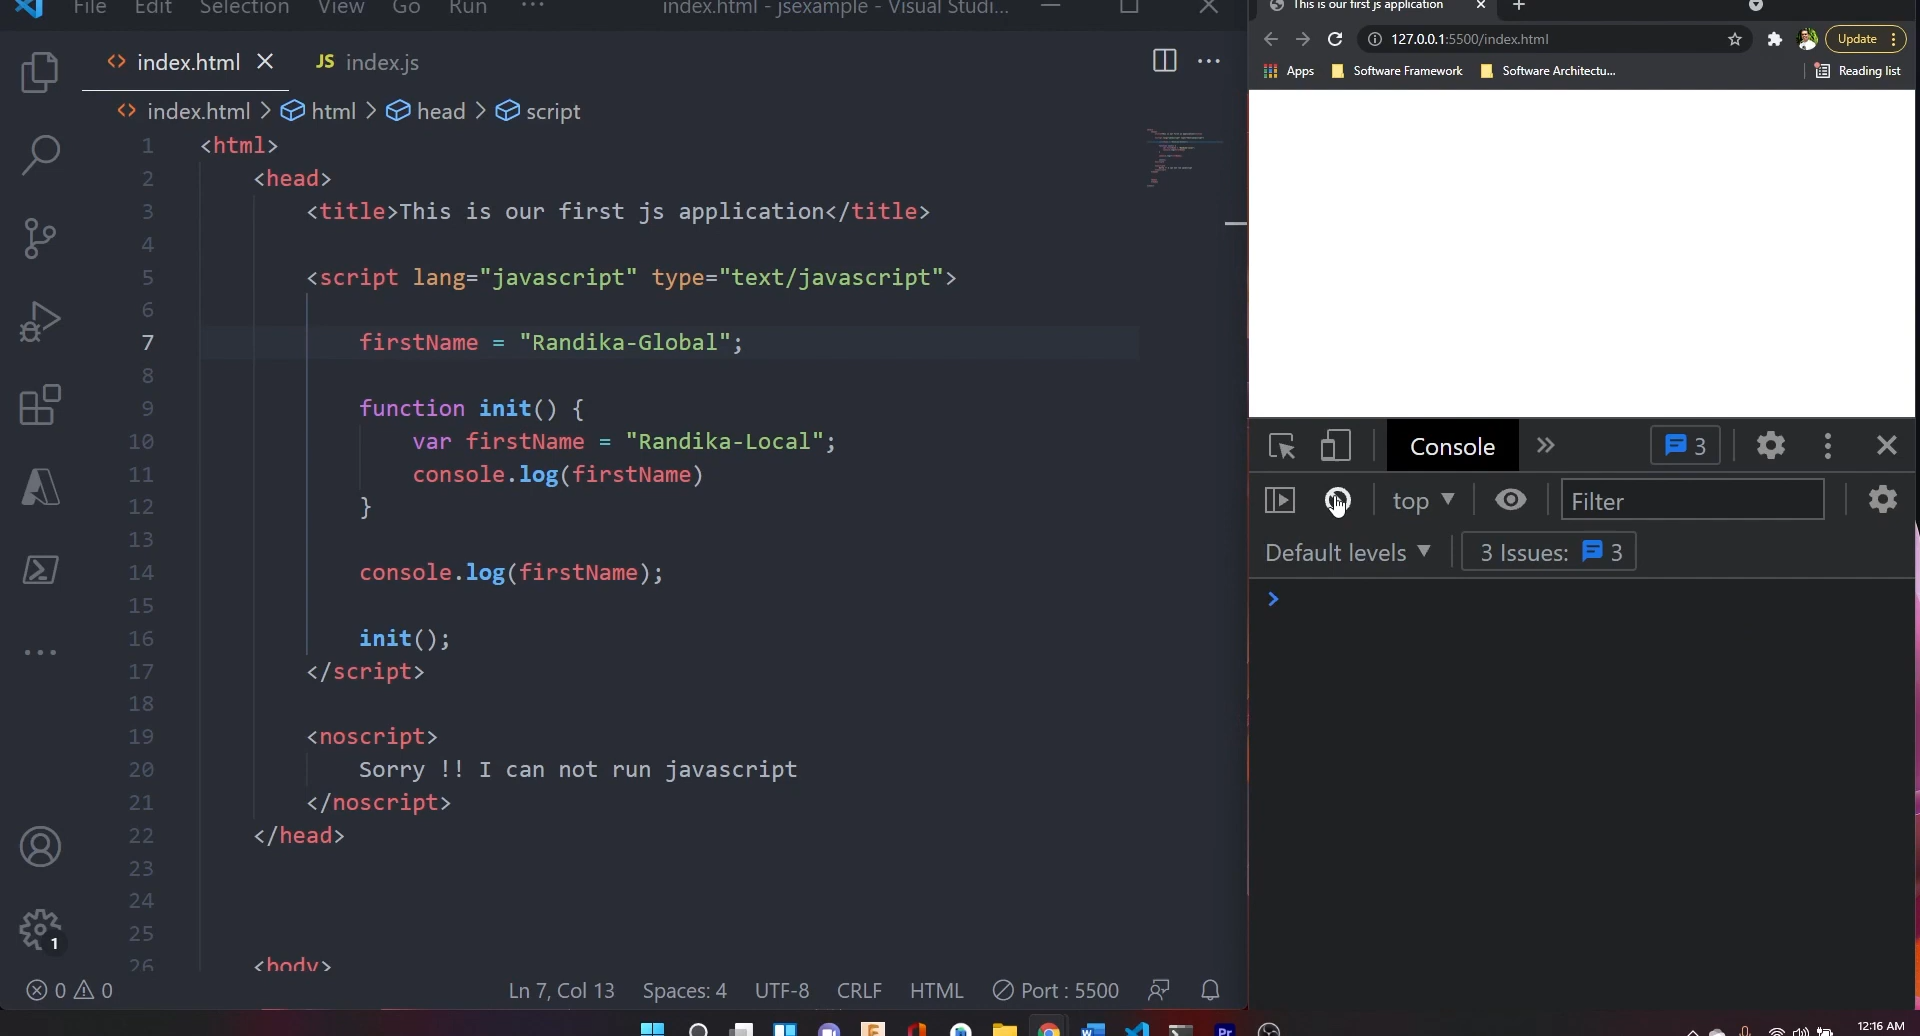 File Edit Selection View Go Run ··· index.html - jsexample - Visual Studi...
index.html JS index.js
index.html > html > head > script
1 <html>
2 <head>
3 <title>This is our first js application</title>
4
5 <script lang="javascript" type="text/javascript">
6
7 firstName = "Randika-Global";
8
9 function init() {
10 var firstName = "Randika-Local";
11 console.log(firstName)
12 }
13
14 console.log(firstName);
15
16 init();
17 </script>
18
19 <noscript>
20 Sorry !! I can not run javascript
21 </noscript>
22 </head>
23
24
25
26 <body>
1
0 0 Ln 7, Col 13 Spaces: 4 UTF-8 CRLF HTML Port : 5500
This is our first js application
127.0.0.1:5500/index.html Update
Apps Software Framework Software Architectu... Reading list
Console » 3
top Filter
Default levels 3 Issues: 3
>
12:16 AM